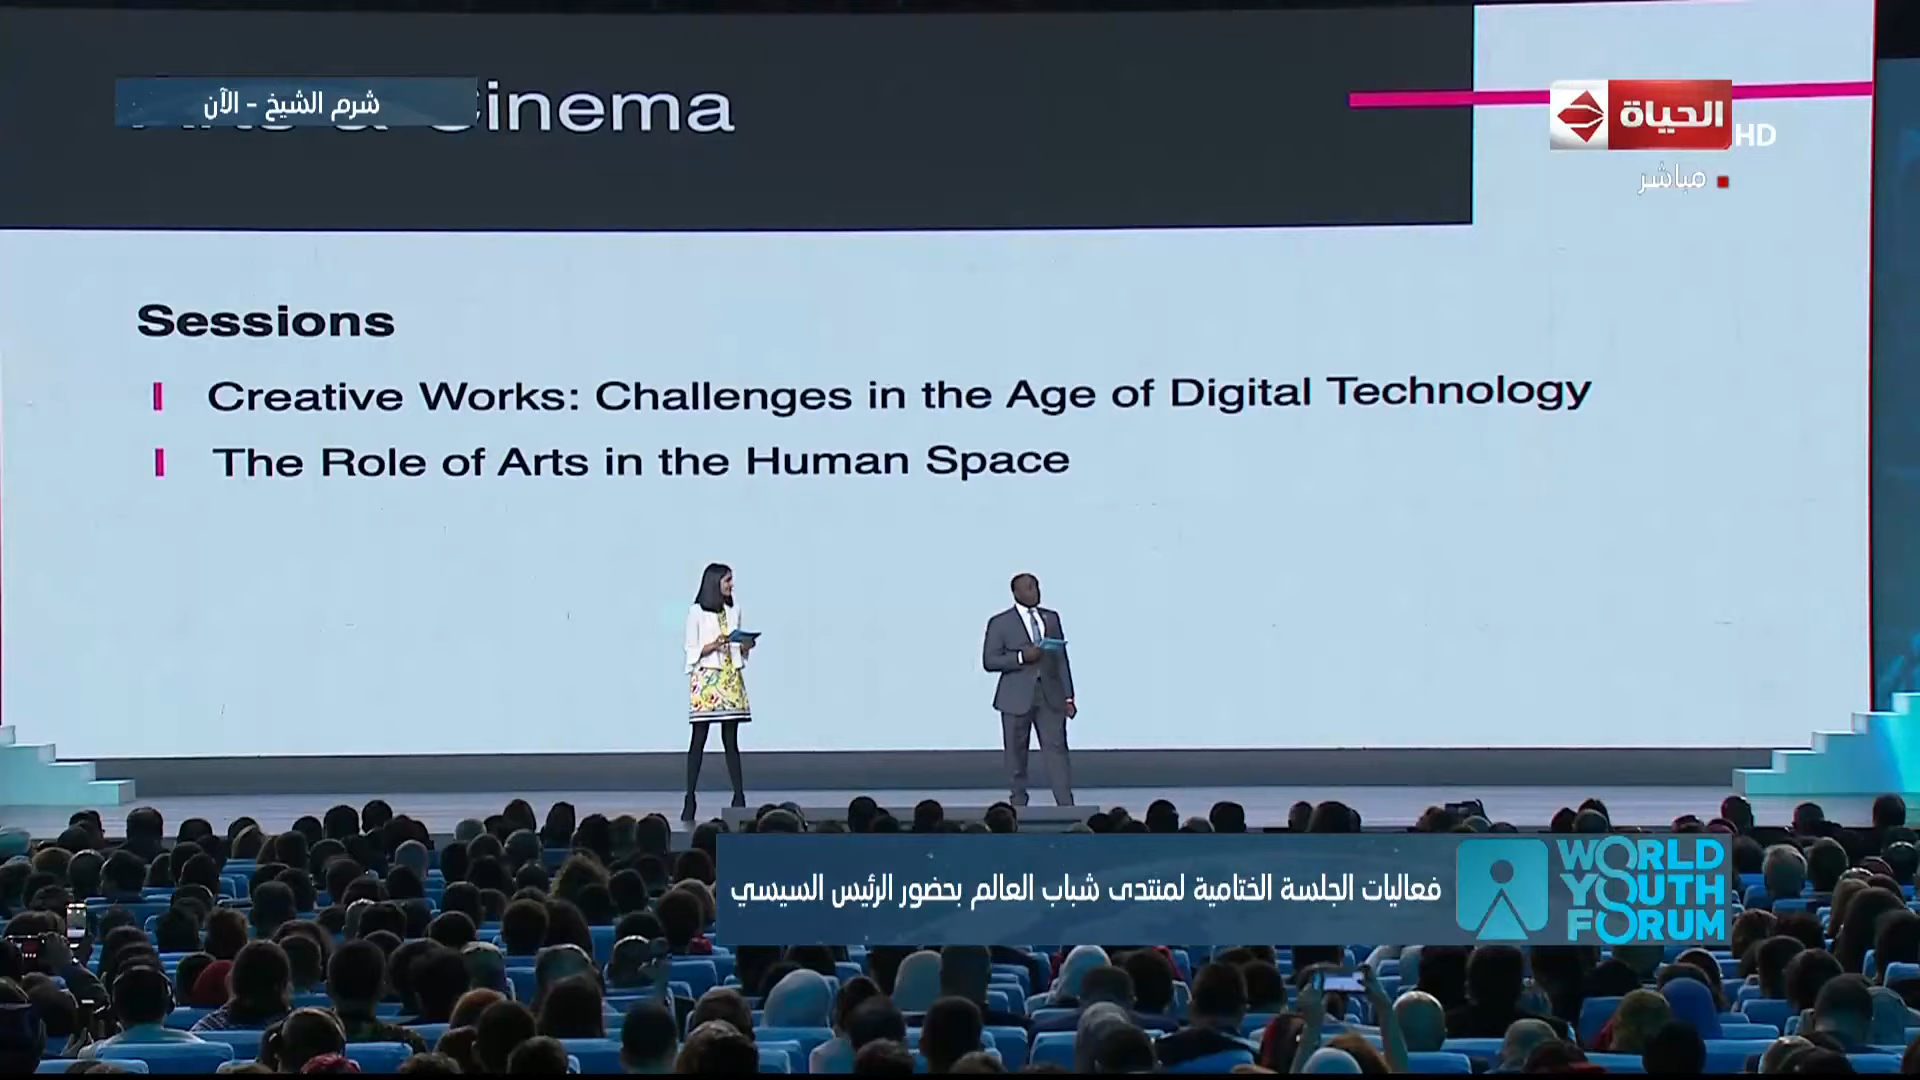 شرم الشيخ - الآن
Cinema
الحياة HD
مباشر
Sessions
Creative Works: Challenges in the Age of Digital Technology
The Role of Arts in the Human Space
فعاليات الجلسة الختامية لمنتدى شباب العالم بحضور الرئيس السيسي
WORLD
YOUTH
FORUM